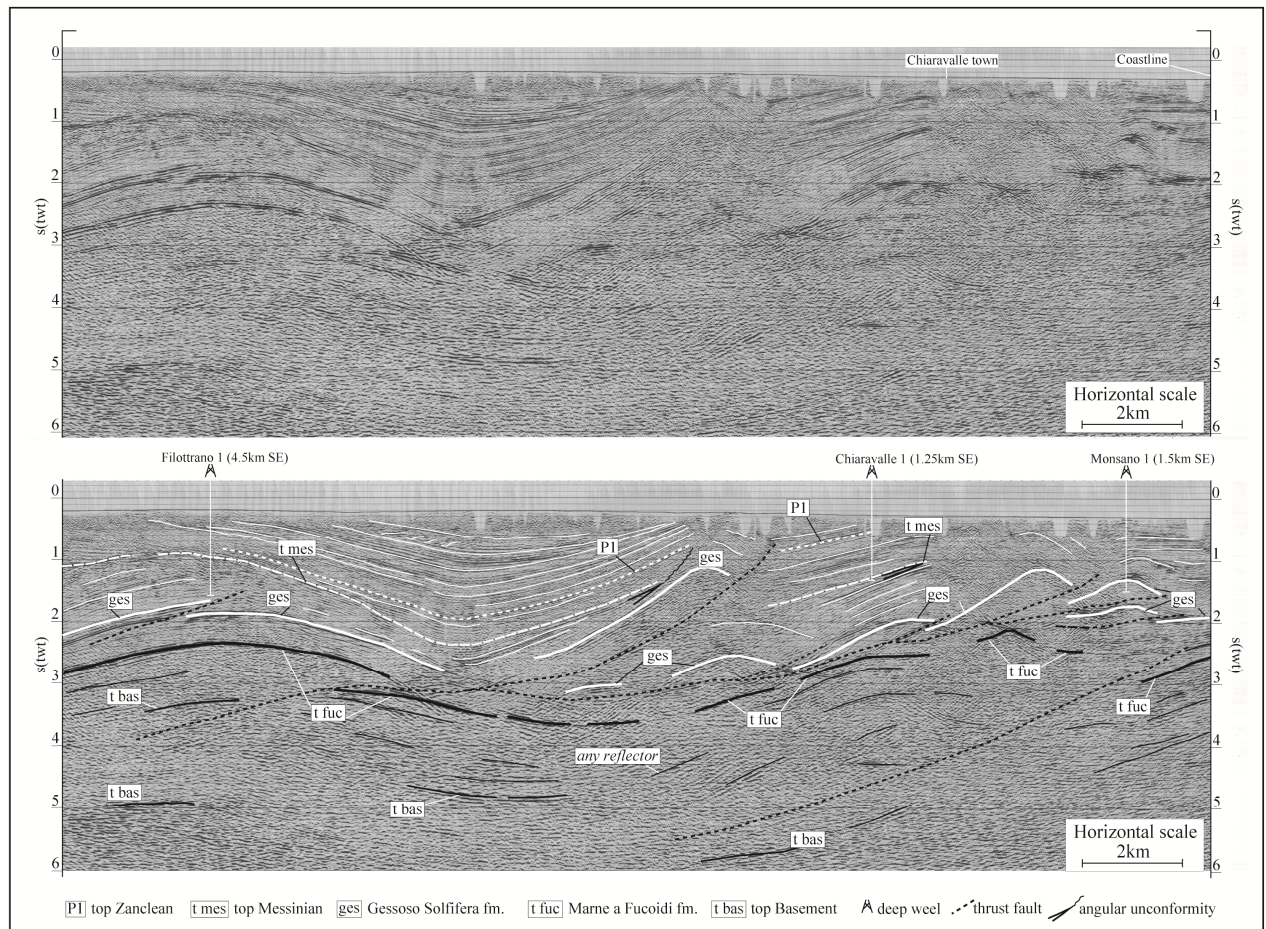 Chiaravalle town
Coastline
0
1
2
3
4
5
6
s(twt)
0
1
2
3
4
5
6
s(twt)
Horizontal scale
2km
Filottrano 1 (4.5km SE)
Chiaravalle 1 (1.25km SE)
Monsano 1 (1.5km SE)
0
1
2
3
4
5
6
s(twt)
0
1
2
3
4
5
6
s(twt)
P1
t mes
t mes
P1
ges
ges
ges
ges
ges
ges
t bas
t fuc
t fuc
t fuc
t fuc
any reflector
t bas
t bas
t bas
Horizontal scale
2km
P1 top Zanclean t mes top Messinian ges Gessoso Solfifera fm. t fuc Marne a Fucoidi fm. t bas top Basement deep weel thrust fault angular unconformity